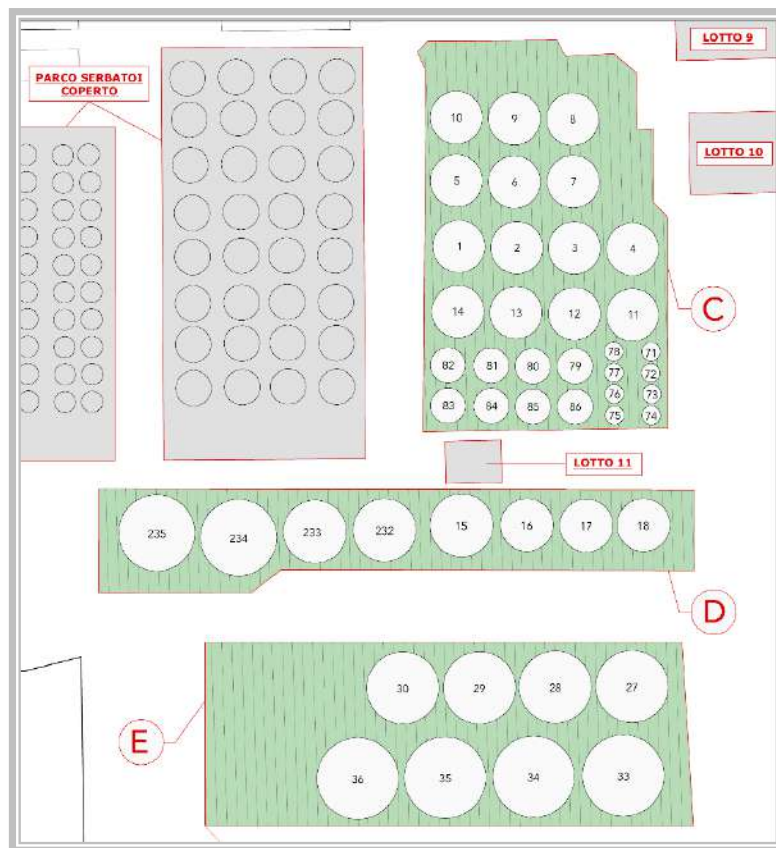 LOTTO 9
PARCO SERBATOI
COPERTO
LOTTO 10
10 9 8
5 6 7
1 2 3 4
C
14 13 12 11
78 71
82 81 80 79 77 72
76 73
83 84 85 86 75 74
LOTTO 11
235 234 233 232 15 16 17 18
D
30 29 28 27
E
36 35 34 33